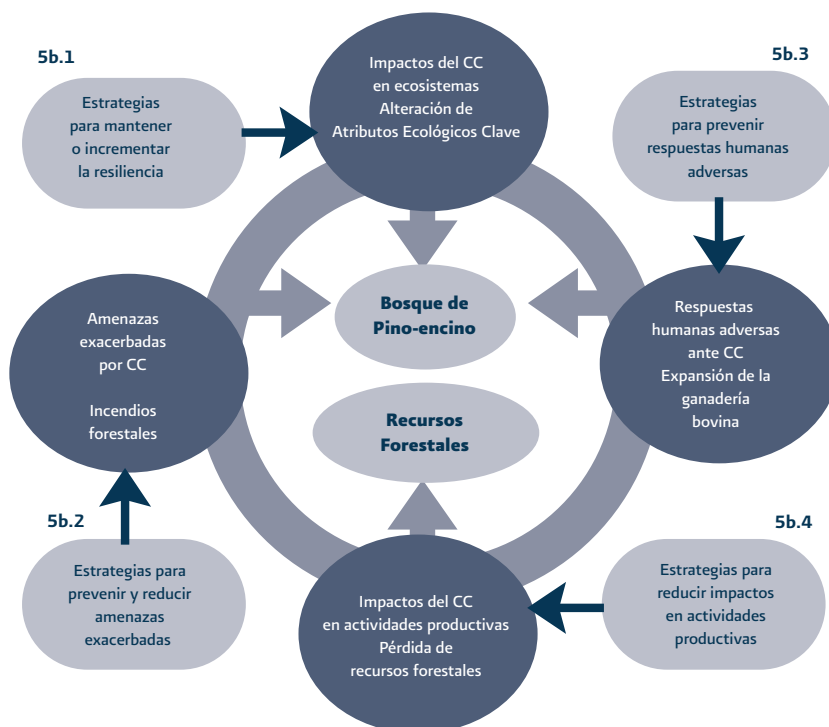 5b.1
Estrategias
para mantener
o incrementar
la resiliencia
Impactos del CC
en ecosistemas
Alteración de
Atributos Ecológicos Clave
5b.3
Estrategias
para prevenir
respuestas humanas
adversas
Bosque de
Pino-encino
Amenazas
exacerbadas
por CC
Incendios
forestales
Respuestas
humanas adversas
ante CC
Expansión de la
ganadería
bovina
Recursos
Forestales
5b.2
Estrategias para
prevenir y reducir
amenazas
exacerbadas
Impactos del CC
en actividades productivas
Pérdida de
recursos forestales
5b.4
Estrategias para
reducir impactos
en actividades
productivas